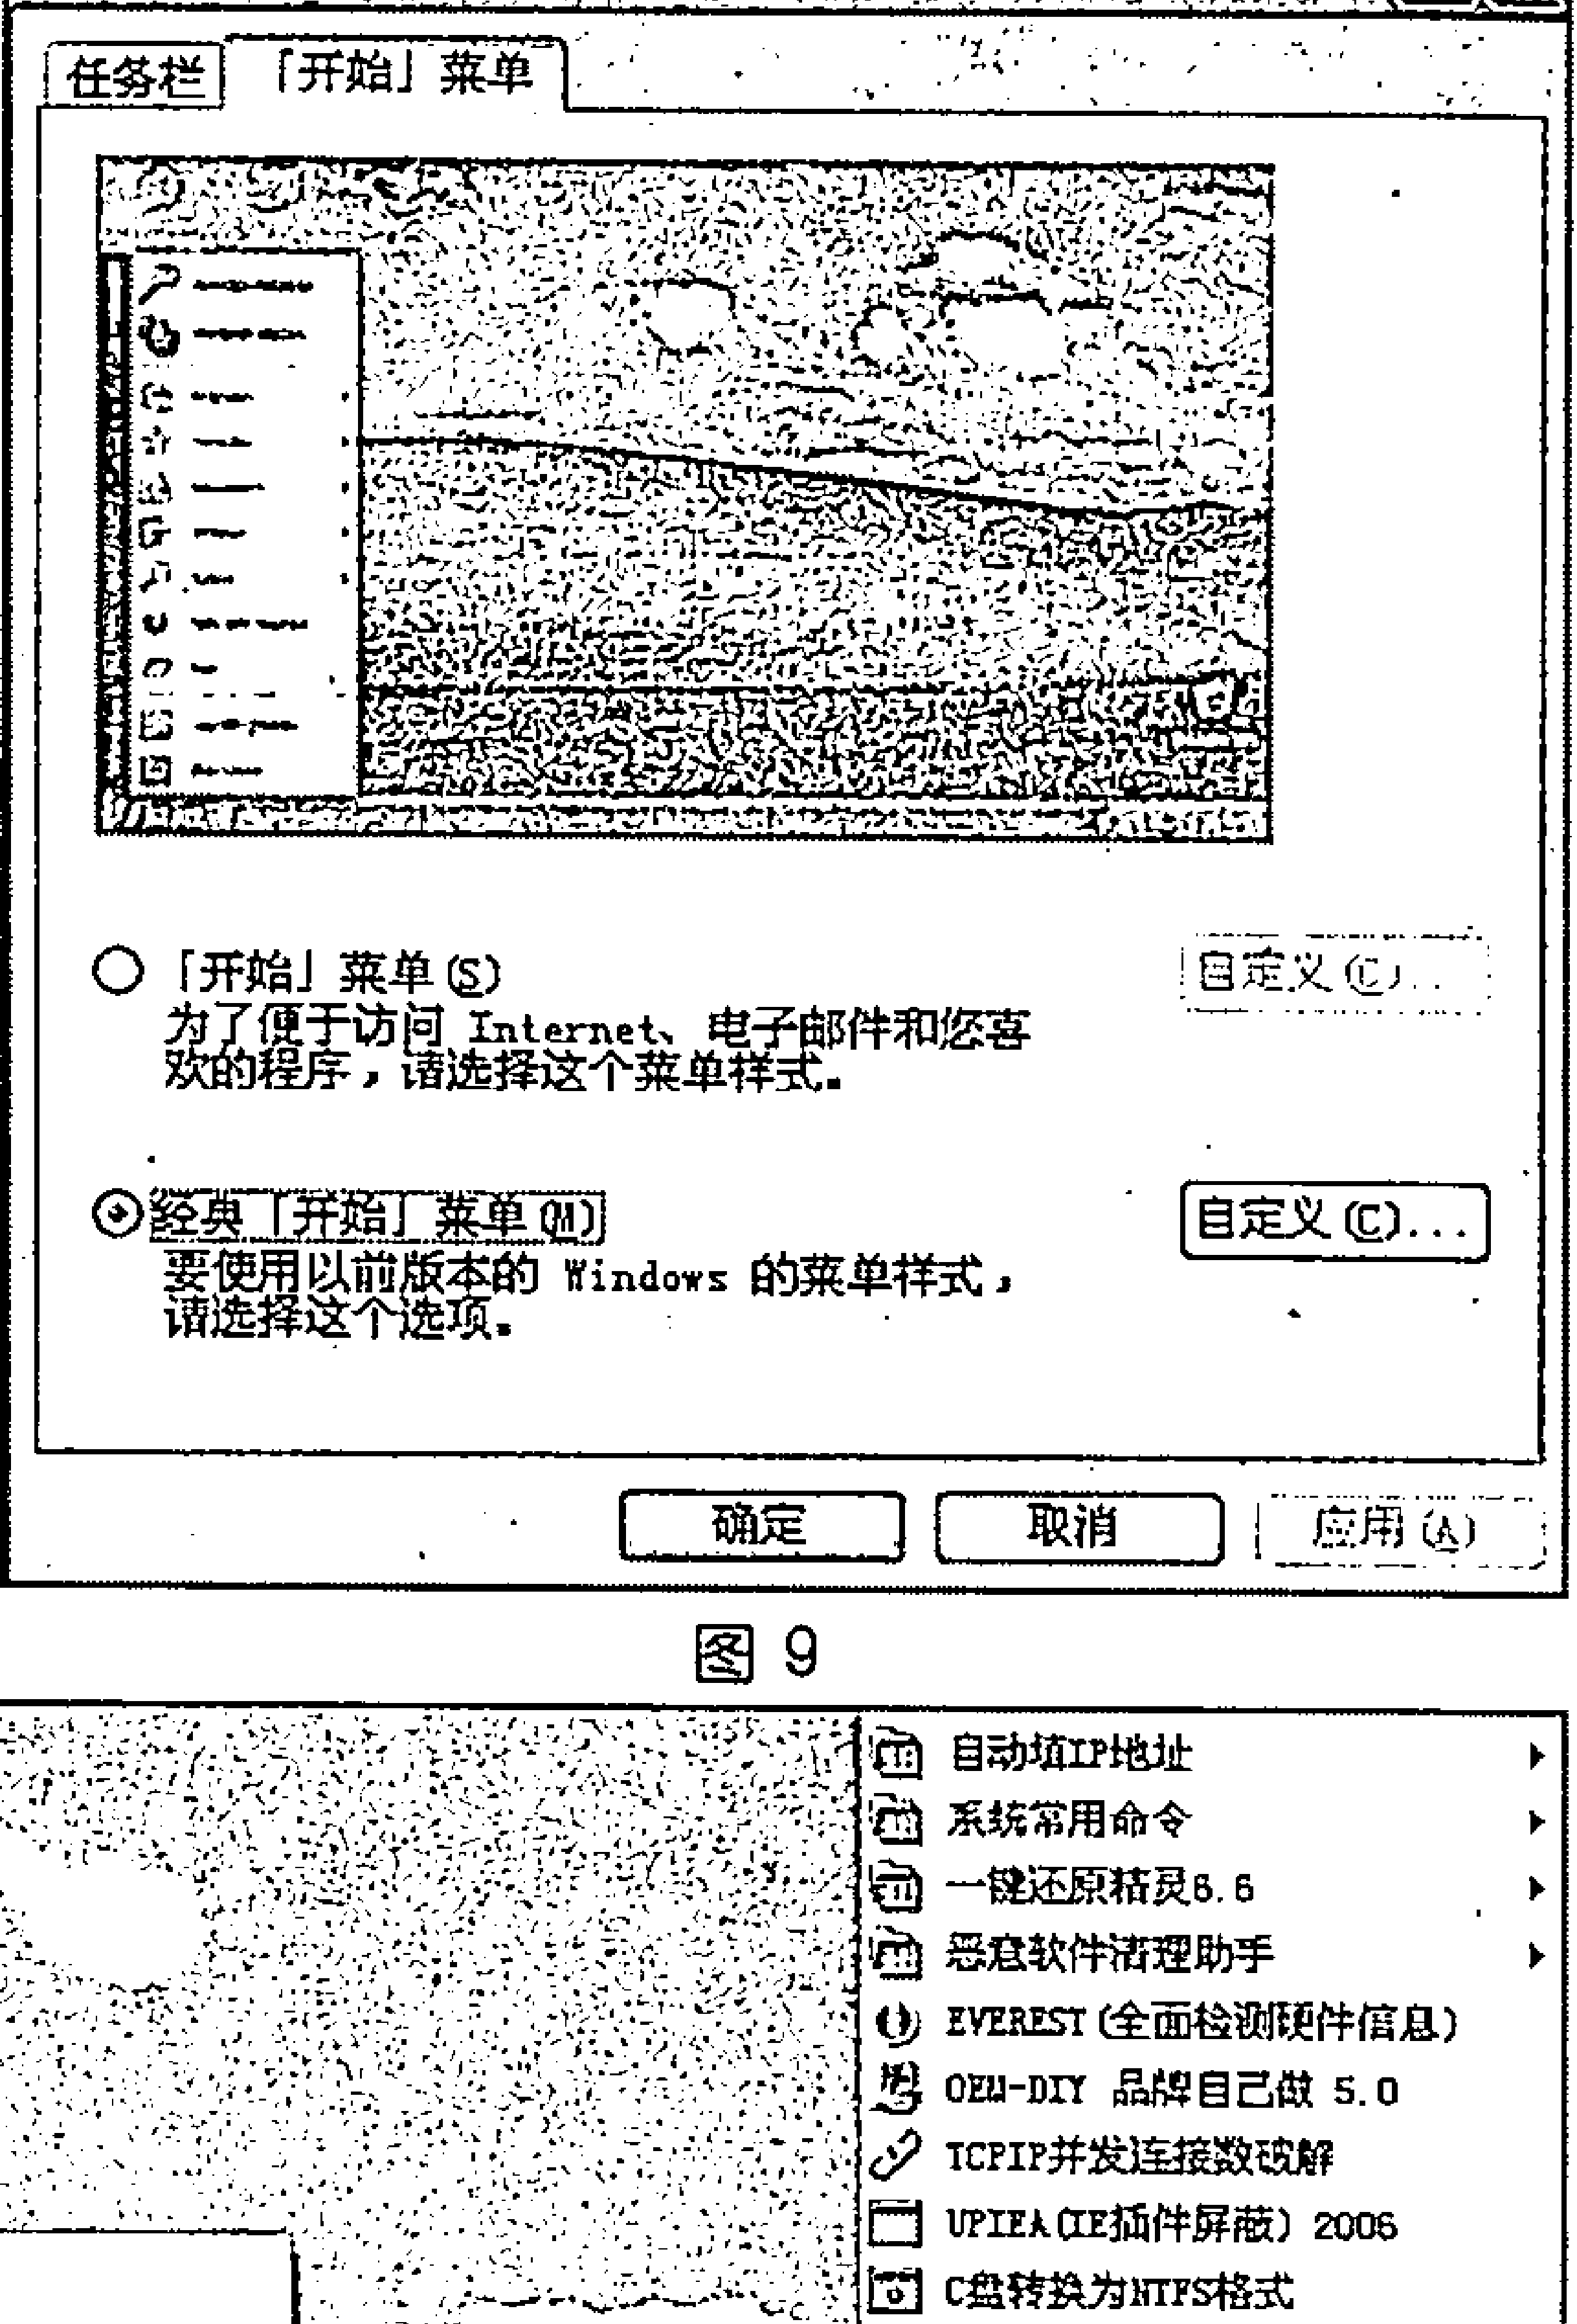 任务栏 「开始」菜单
「开始」菜单(S)
自定义(C)...
为了便于访问 Internet、电子邮件和您喜
欢的程序，请选择这个菜单样式。
经典「开始」菜单(M)
自定义(C)...
要使用以前版本的 Windows 的菜单样式，
请选择这个选项。
确定 取消 应用(A)
图 9
自动填IP地址
系统常用命令
一键还原精灵6.6
恶意软件清理助手
EVEREST(全面检测硬件信息)
OEM-DIY 品牌自己做 5.0
TCPIP并发连接数破解
UPIEA(IE插件屏蔽) 2006
C盘转换为NTFS格式